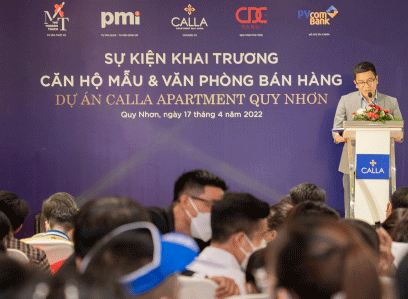 MT
pmi
CALLA
CDC
PVcomBank
SỰ KIỆN KHAI TRƯƠNG
CĂN HỘ MẪU & VĂN PHÒNG BÁN HÀNG
DỰ ÁN CALLA APARTMENT QUY NHƠN
Quy Nhơn, ngày 17 tháng 4 năm 2022
CALLA